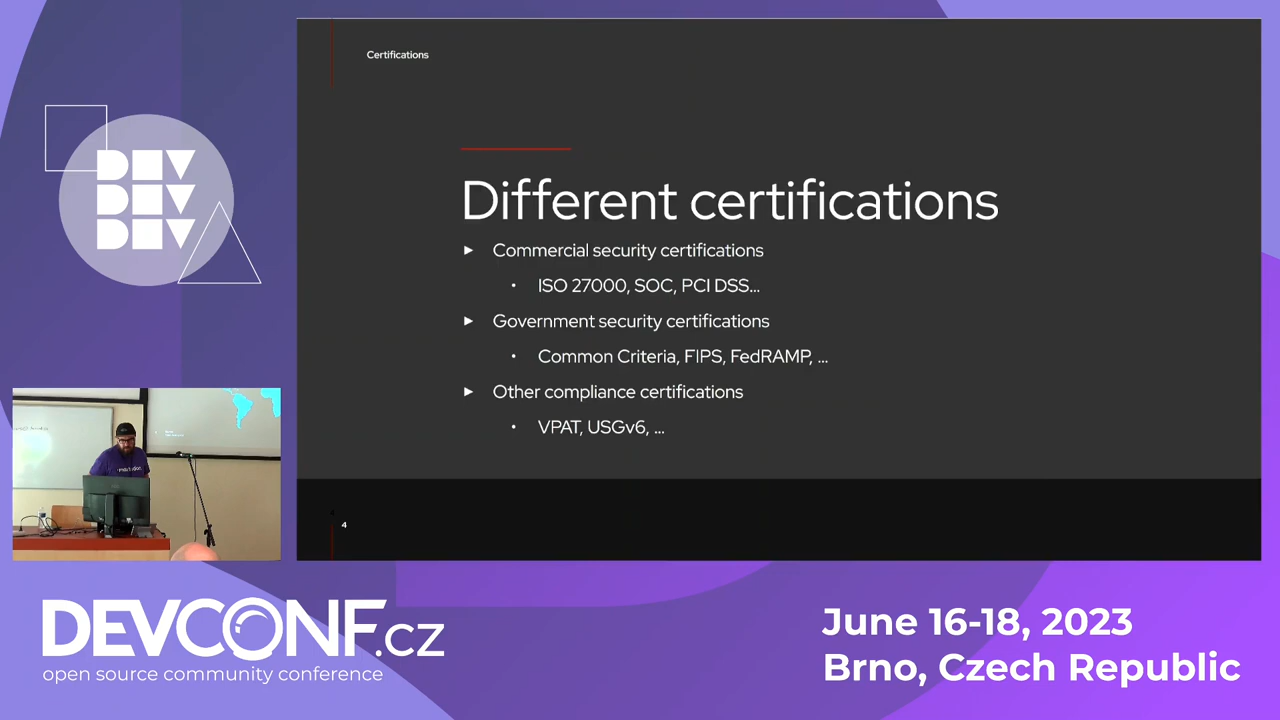 Certifications
Different certifications
► Commercial security certifications
• ISO 27000, SOC, PCI DSS...
► Government security certifications
• Common Criteria, FIPS, FedRAMP, ...
► Other compliance certifications
• VPAT, USGv6, ...
4
DEV
DEV
DEV
DEVCONF.cz
open source community conference
June 16-18, 2023
Brno, Czech Republic